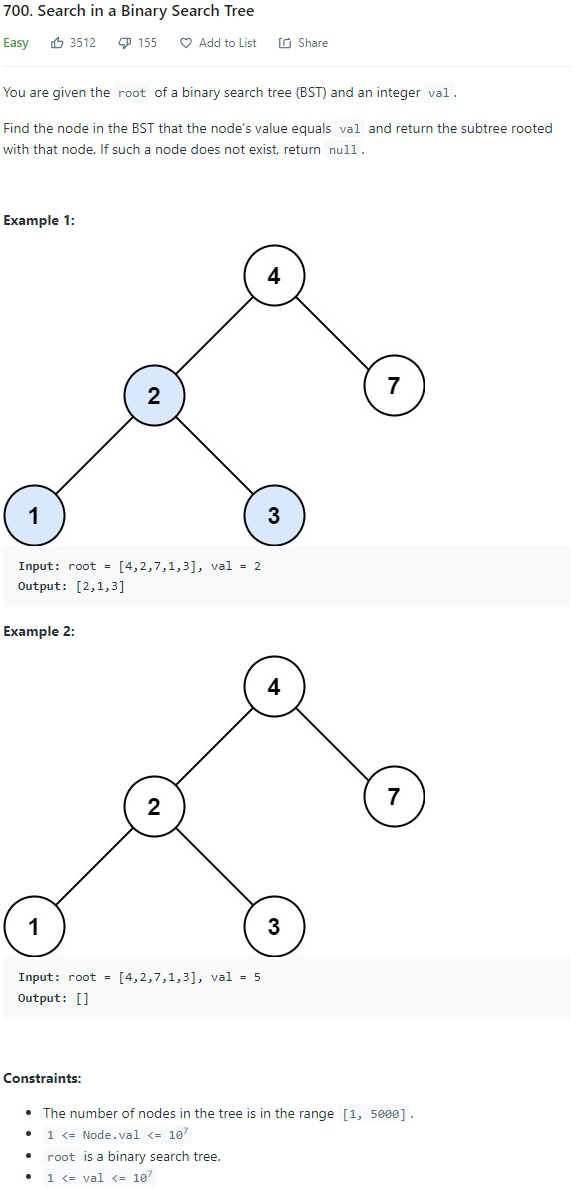 700. Search in a Binary Search Tree
Easy 3512 155 Add to List Share
You are given the root of a binary search tree (BST) and an integer val.
Find the node in the BST that the node's value equals val and return the subtree rooted
with that node. If such a node does not exist, return null.
Example 1:
4
2
7
1
3
Input: root = [4,2,7,1,3], val = 2
Output: [2,1,3]
Example 2:
4
2
7
1
3
Input: root = [4,2,7,1,3], val = 5
Output: []
Constraints:
• The number of nodes in the tree is in the range [1, 5000].
• 1 <= Node.val <= 10⁷
• root is a binary search tree.
• 1 <= val <= 10⁷